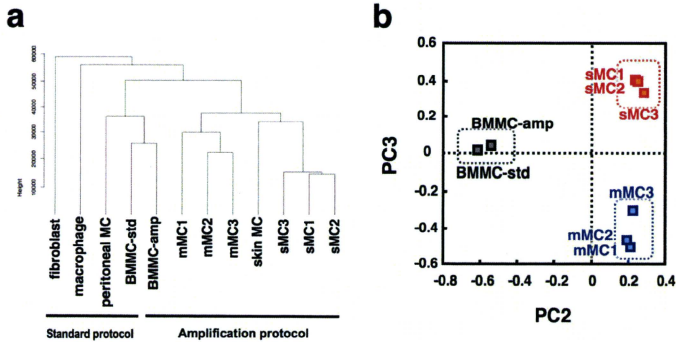 a
60000
50000
40000
30000
20000
10000
Height
fibroblast
macrophage
peritoneal MC
BMMC-std
BMMC-amp
mMC1
mMC2
mMC3
skin MC
sMC3
sMC1
sMC2
Standard protocol
Amplification protocol
b
0.6
0.4
0.2
0
-0.2
-0.4
-0.6
PC3
sMC1
sMC2
sMC3
BMMC-amp
BMMC-std
mMC3
mMC2
mMC1
-0.8 -0.6 -0.4 -0.2 0 0.2 0.4
PC2